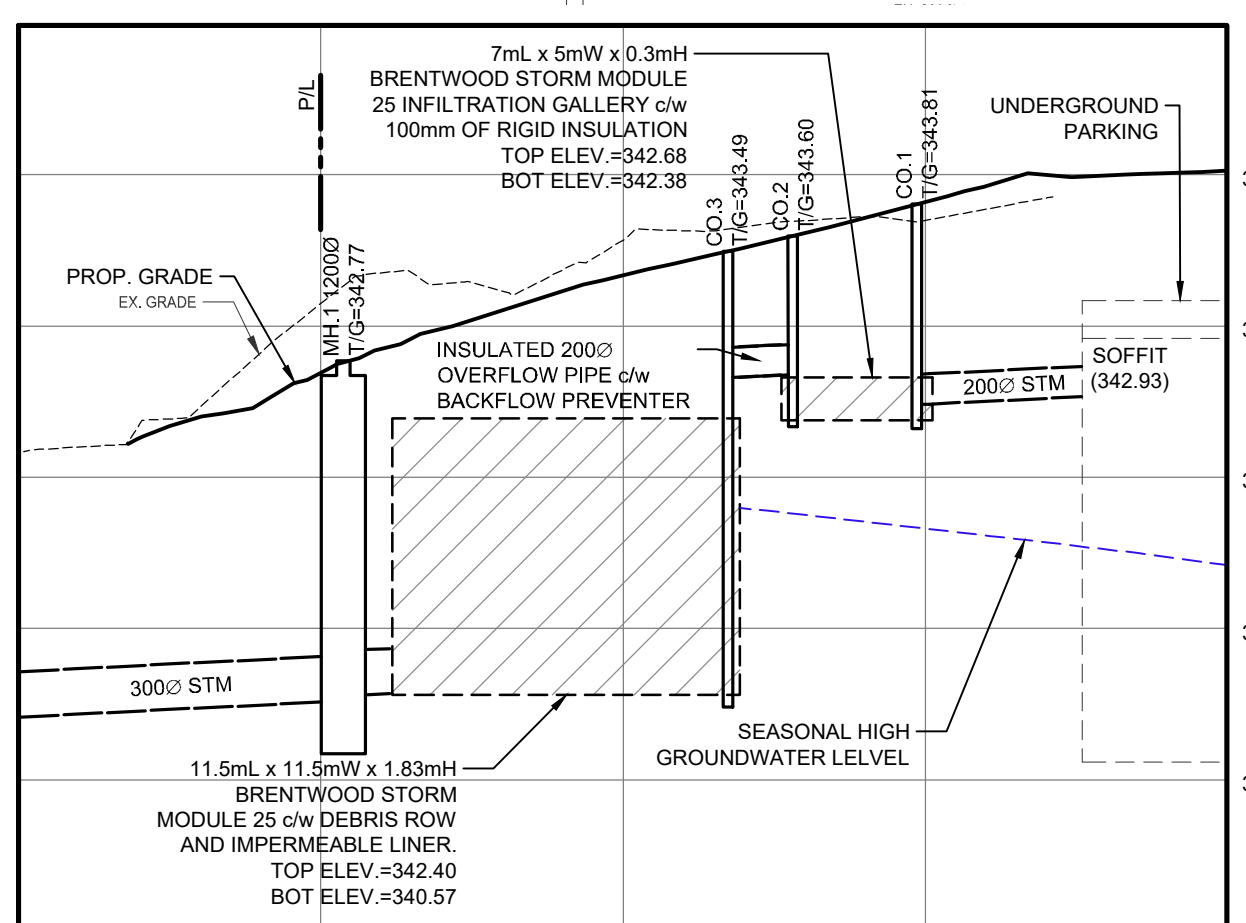 7mL x 5mW x 0.3mH
BRENTWOOD STORM MODULE
25 INFILTRATION GALLERY c/w
100mm OF RIGID INSULATION
TOP ELEV.=342.68
BOT ELEV.=342.38
P/L
UNDERGROUND
PARKING
CO.3
T/G=343.49
CO.2
T/G=343.60
CO.1
T/G=343.81
PROP. GRADE
EX. GRADE
MH.1 1200Ø
T/G=342.77
INSULATED 200Ø
OVERFLOW PIPE c/w
BACKFLOW PREVENTER
200Ø STM
SOFFIT
(342.93)
300Ø STM
SEASONAL HIGH
GROUNDWATER LELVEL
11.5mL x 11.5mW x 1.83mH
BRENTWOOD STORM
MODULE 25 c/w DEBRIS ROW
AND IMPERMEABLE LINER.
TOP ELEV.=342.40
BOT ELEV.=340.57